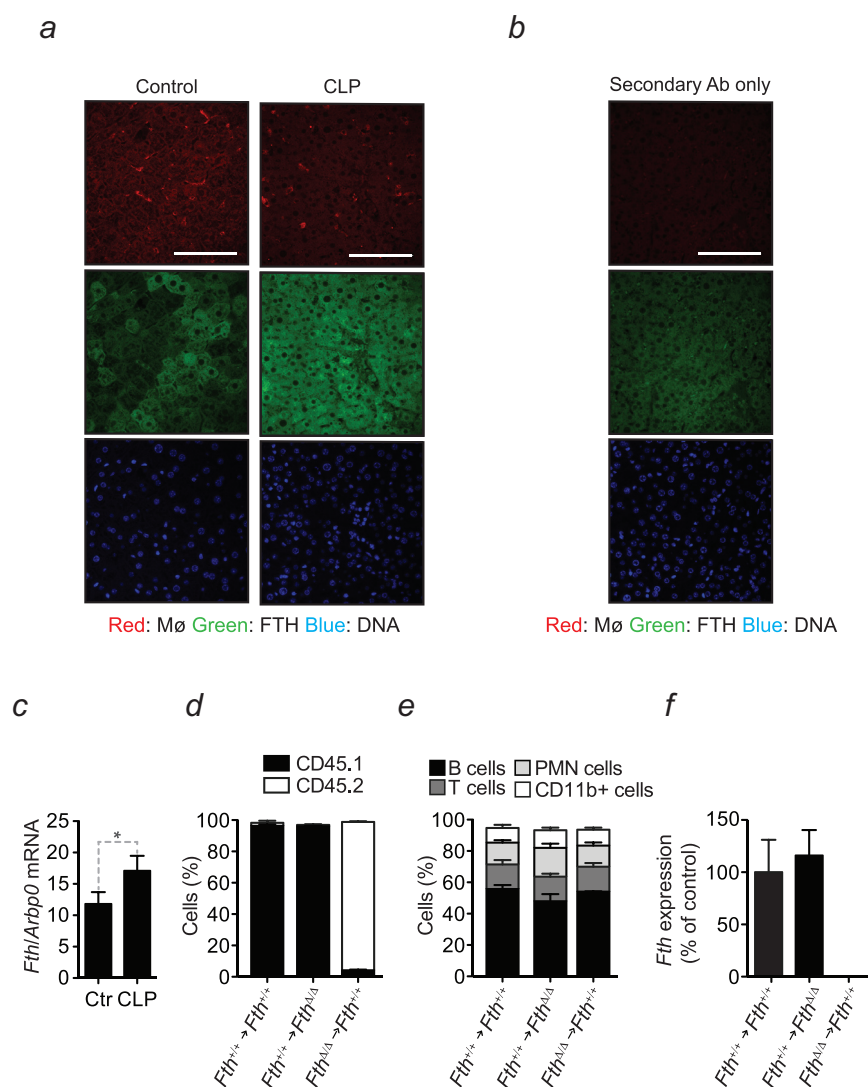 a
b
Control
CLP
Secondary Ab only
Red: Mø Green: FTH Blue: DNA
Red: Mø Green: FTH Blue: DNA
c
d
e
f
CD45.1
CD45.2
B cells
PMN cells
T cells
CD11b+ cells
Fth/Arbp0 mRNA
25
20
15
10
5
0
*
Ctr CLP
Cells (%)
100
80
60
40
20
0
Fth+/+→Fth+/+
Fth+/+→FthΔ/Δ
FthΔ/Δ→Fth+/+
Cells (%)
100
80
60
40
20
0
Fth+/+→Fth+/+
Fth+/+→FthΔ/Δ
FthΔ/Δ→Fth+/+
Fth expression
(% of control)
150
100
50
0
Fth+/+→Fth+/+
Fth+/+→FthΔ/Δ
FthΔ/Δ→Fth+/+